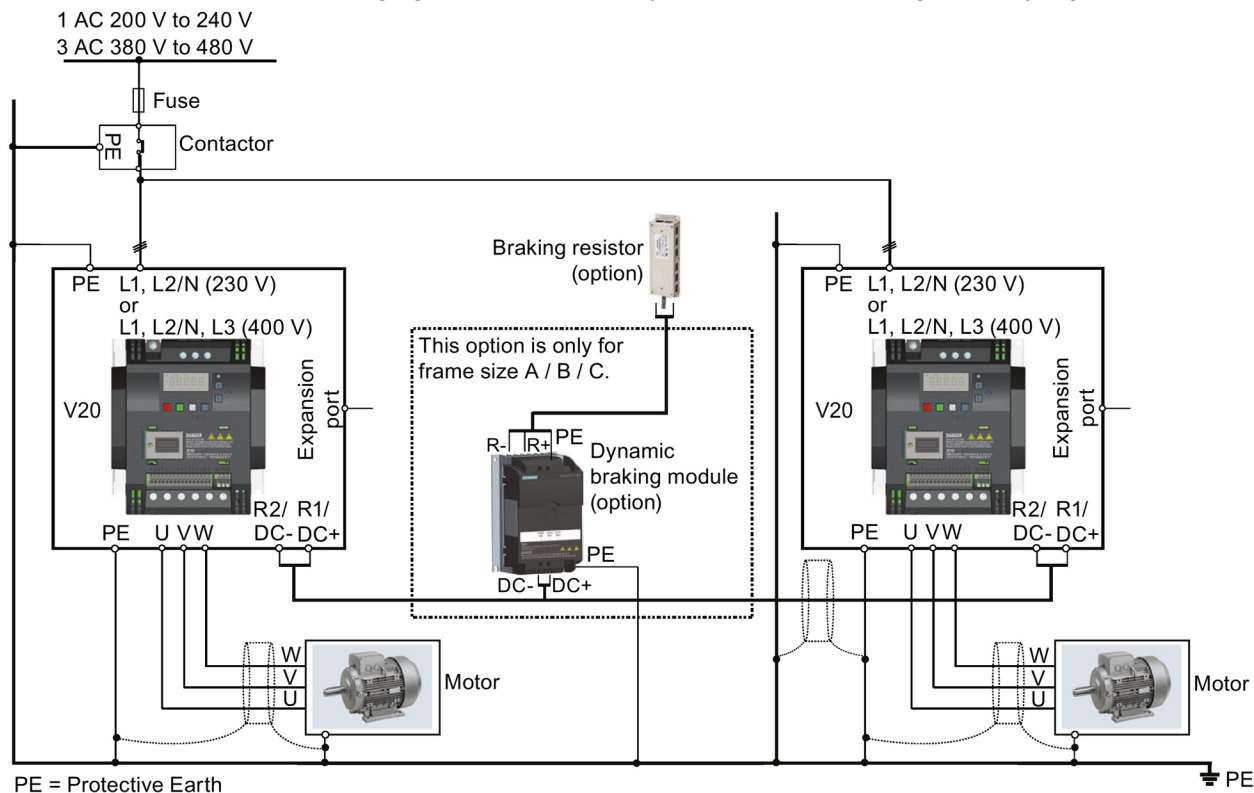 1 AC 200 V to 240 V
3 AC 380 V to 480 V
Fuse
PE
Contactor
Braking resistor
(option)
PE
L1, L2/N (230 V)
or
L1, L2/N, L3 (400 V)
V20
Expansion
port
PE
U
V
W
R2/
DC-
R1/
DC+
This option is only for
frame size A / B / C.
R-
R+
PE
Dynamic
braking module
(option)
PE
DC-
DC+
PE
L1, L2/N (230 V)
or
L1, L2/N, L3 (400 V)
V20
Expansion
port
PE
U
V
W
R2/
DC-
R1/
DC+
W
V
U
Motor
W
V
U
Motor
PE = Protective Earth
PE